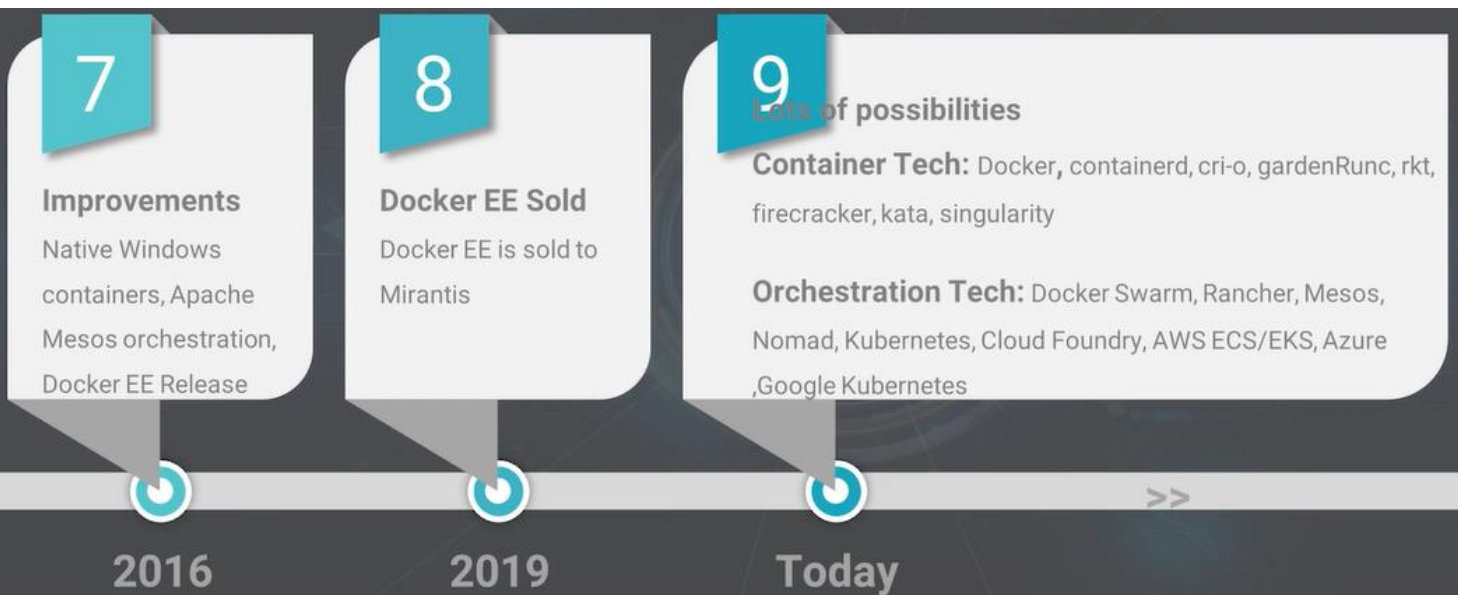 7
Improvements
Native Windows
containers, Apache
Mesos orchestration,
Docker EE Release
2016
8
Docker EE Sold
Docker EE is sold to
Mirantis
2019
9
Lots of possibilities
Container Tech: Docker, containerd, cri-o, gardenRunc, rkt,
firecracker, kata, singularity
Orchestration Tech: Docker Swarm, Rancher, Mesos,
Nomad, Kubernetes, Cloud Foundry, AWS ECS/EKS, Azure
,Google Kubernetes
Today
>>